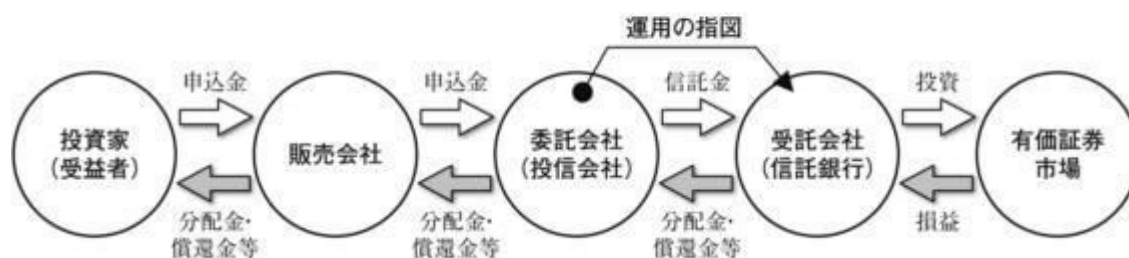 運用の指図
申込金
申込金
信託金
投資
投資家
(受益者)
販売会社
委託会社
(投信会社)
受託会社
(信託銀行)
有価証券
市場
分配金・
償還金等
分配金・
償還金等
分配金・
償還金等
損益